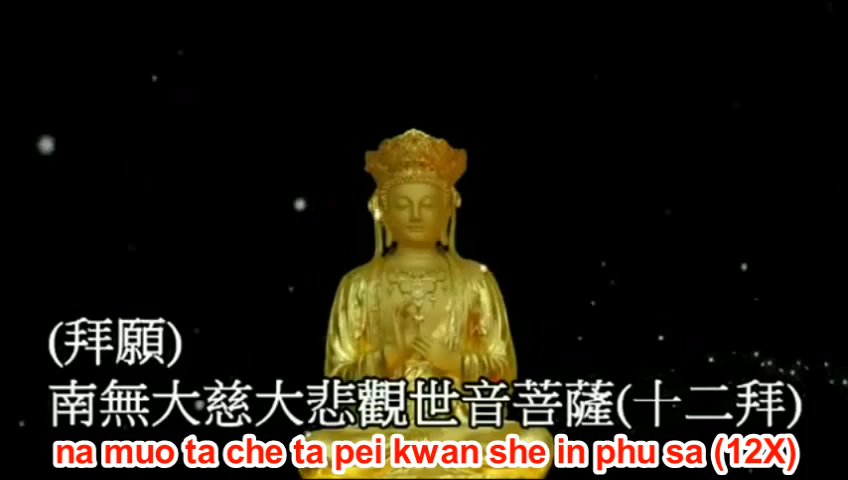 (拜願)
南無大慈大悲觀世音菩薩(十二拜)
na muo ta che ta pei kwan she in phu sa (12X)